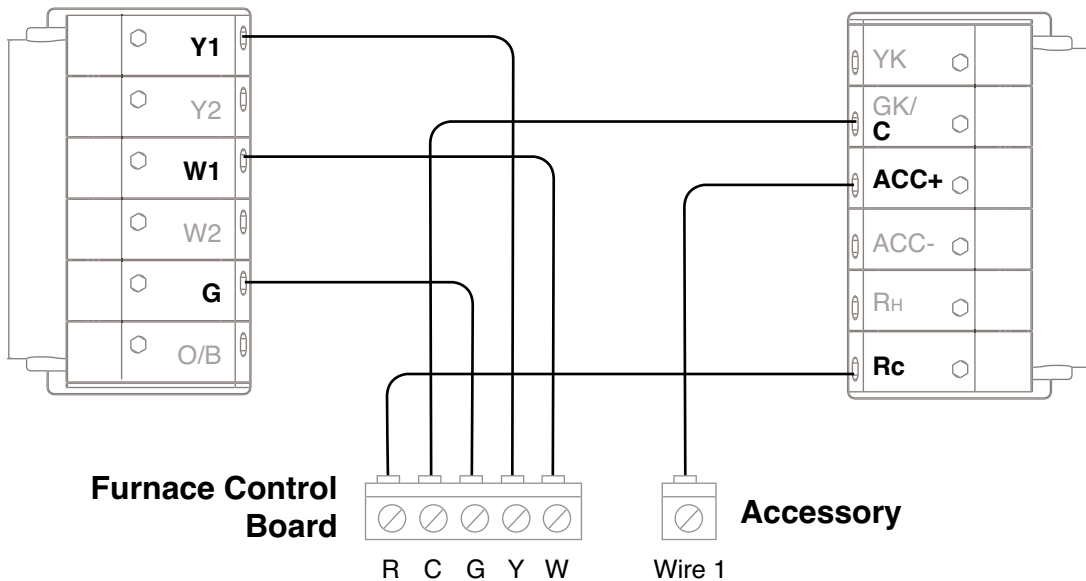 Y1
Y2
W1
W2
G
O/B
YK
GK/
C
ACC+
ACC-
RH
Rc
Furnace Control
Board
R C G Y W
Accessory
Wire 1